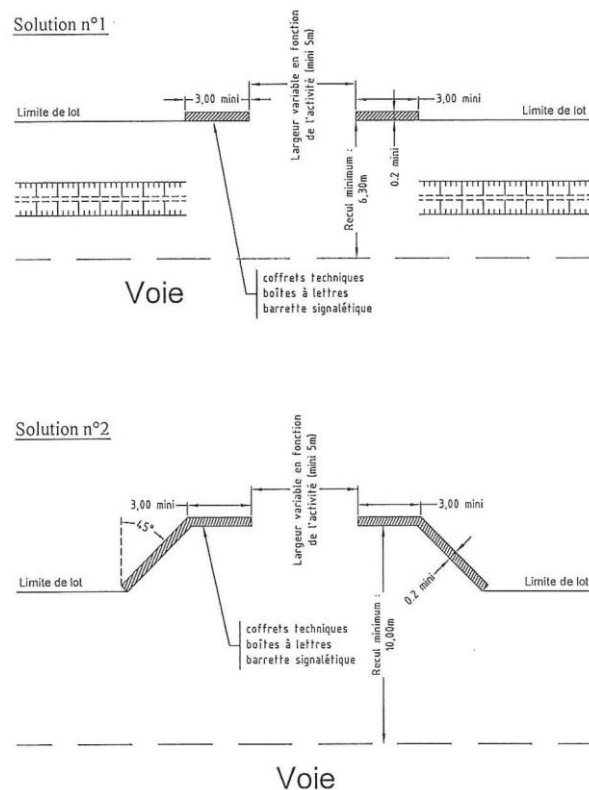 Solution n°1
Largeur variable en fonction
de l'activité (mini 5m)
3,00 mini
3,00 mini
Limite de lot
Limite de lot
Recul minimum :
6,30m
0.2 mini
Voie
coffrets techniques
boîtes à lettres
barrette signalétique
Solution n°2
Largeur variable en fonction
de l'activité (mini 5m)
3,00 mini
3,00 mini
45°
Limite de lot
Limite de lot
0.2 mini
coffrets techniques
boîtes à lettres
barrette signalétique
Recul minimum :
10,00m
Voie